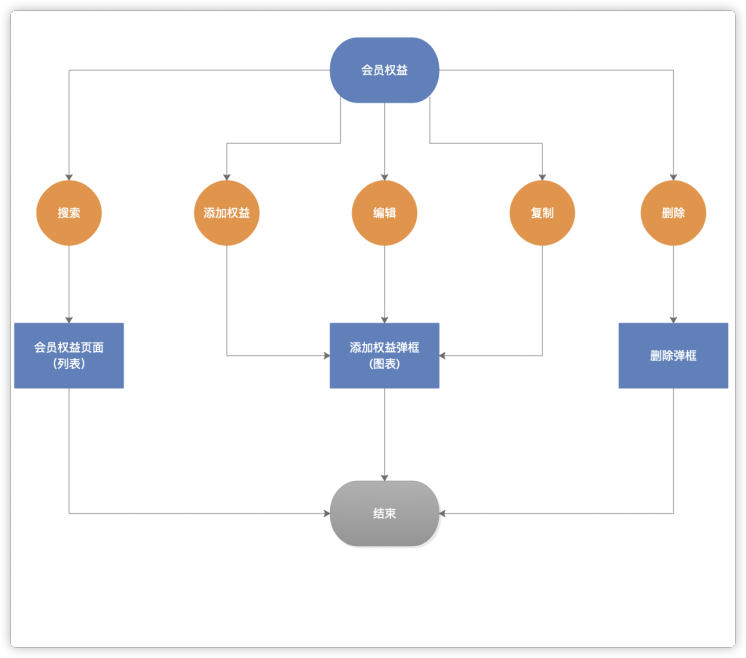 会员权益
搜索
添加权益
编辑
复制
删除
会员权益页面
(列表）
添加权益弹框
(图表)
删除弹框
结束